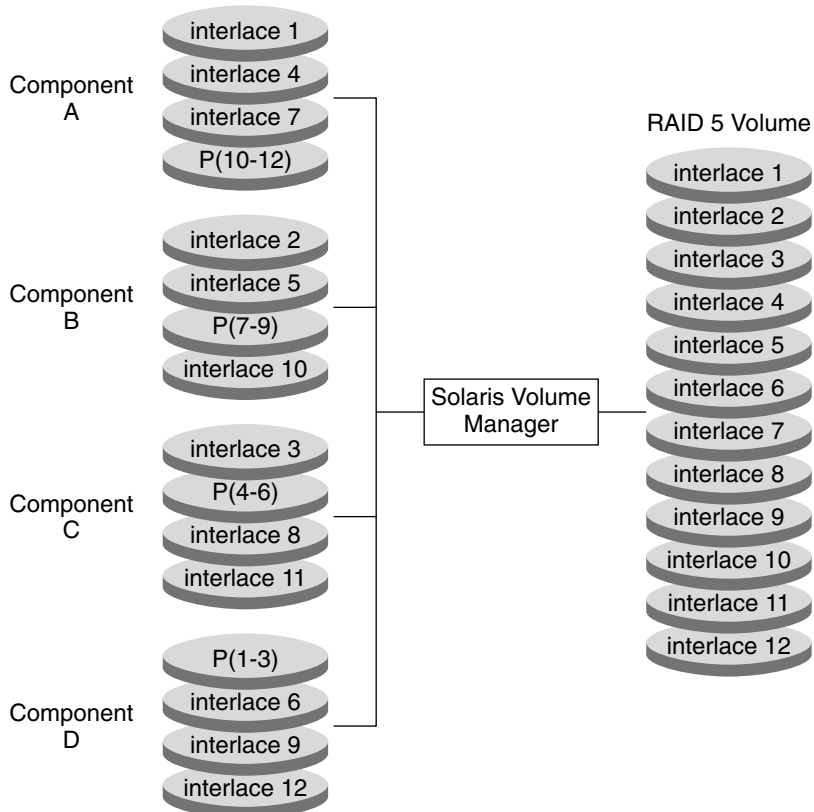 Component
A
interlace 1
interlace 4
interlace 7
P(10-12)
Component
B
interlace 2
interlace 5
P(7-9)
interlace 10
Component
C
interlace 3
P(4-6)
interlace 8
interlace 11
Component
D
P(1-3)
interlace 6
interlace 9
interlace 12
Solaris Volume
Manager
RAID 5 Volume
interlace 1
interlace 2
interlace 3
interlace 4
interlace 5
interlace 6
interlace 7
interlace 8
interlace 9
interlace 10
interlace 11
interlace 12